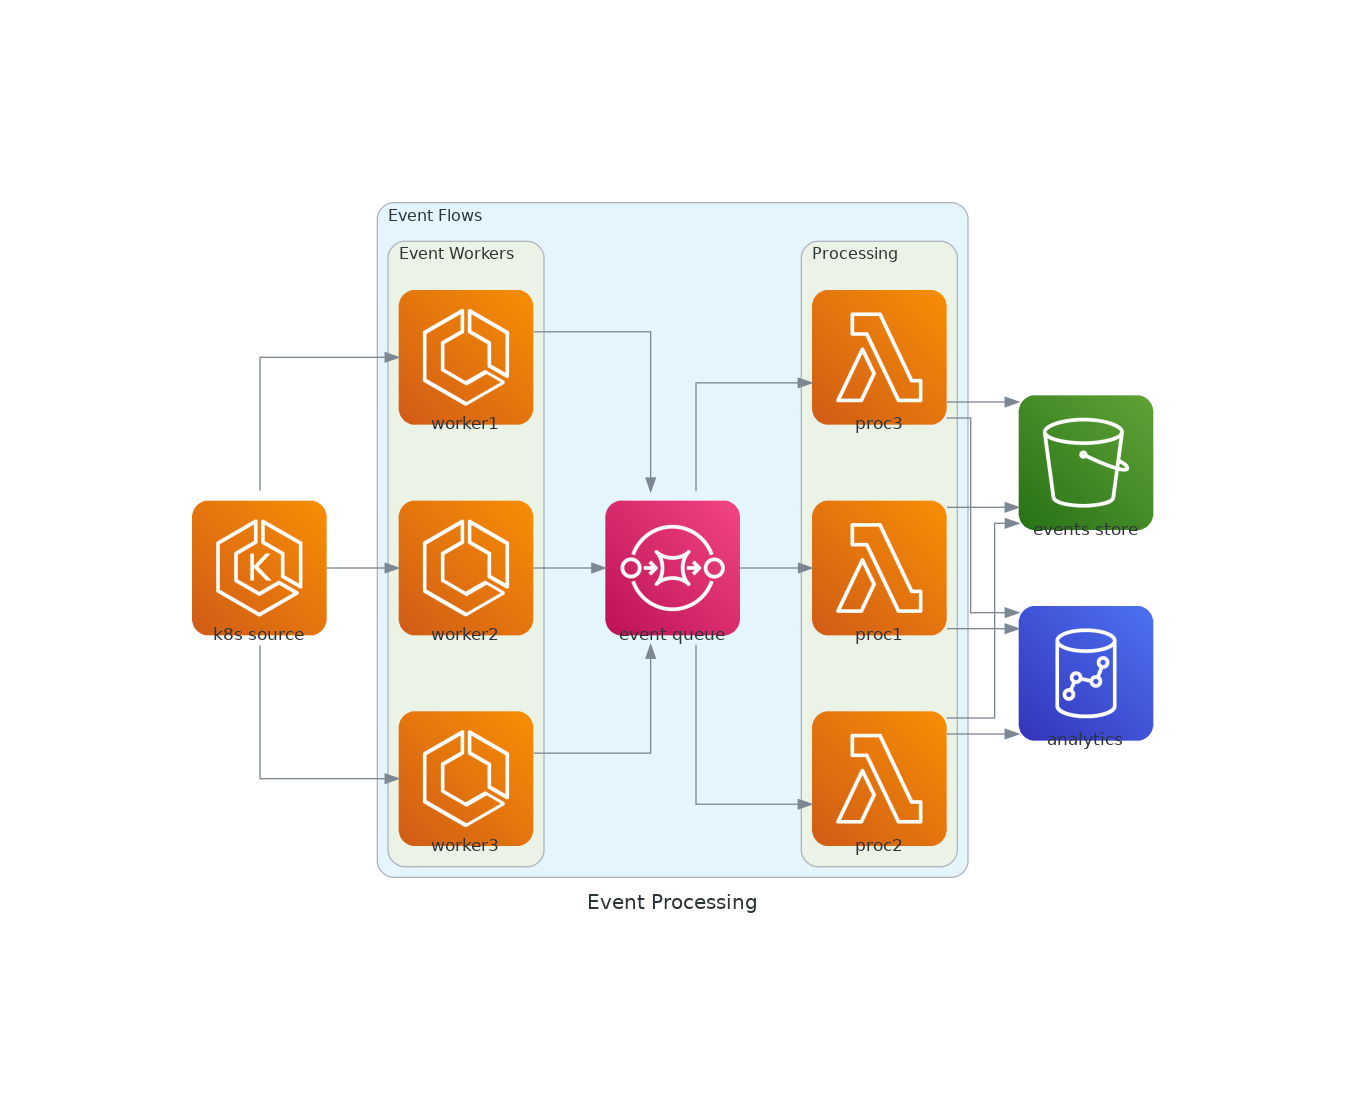 Event Flows
Event Workers
Processing
worker1
proc3
events store
k8s source
worker2
event queue
proc1
analytics
worker3
proc2
Event Processing
K